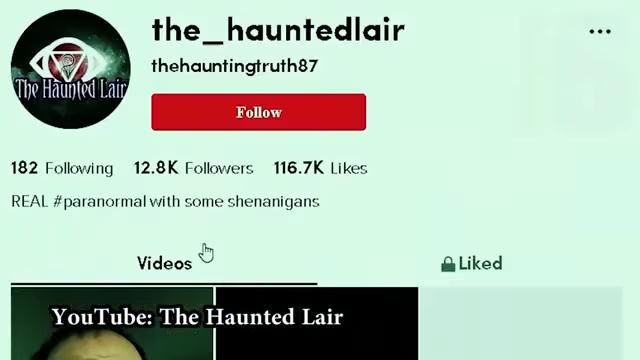 the_hauntedlair
thehauntingtruth87
The Haunted Lair
Follow
182 Following 12.8K Followers 116.7K Likes
REAL #paranormal with some shenanigans
Videos
Liked
YouTube: The Haunted Lair